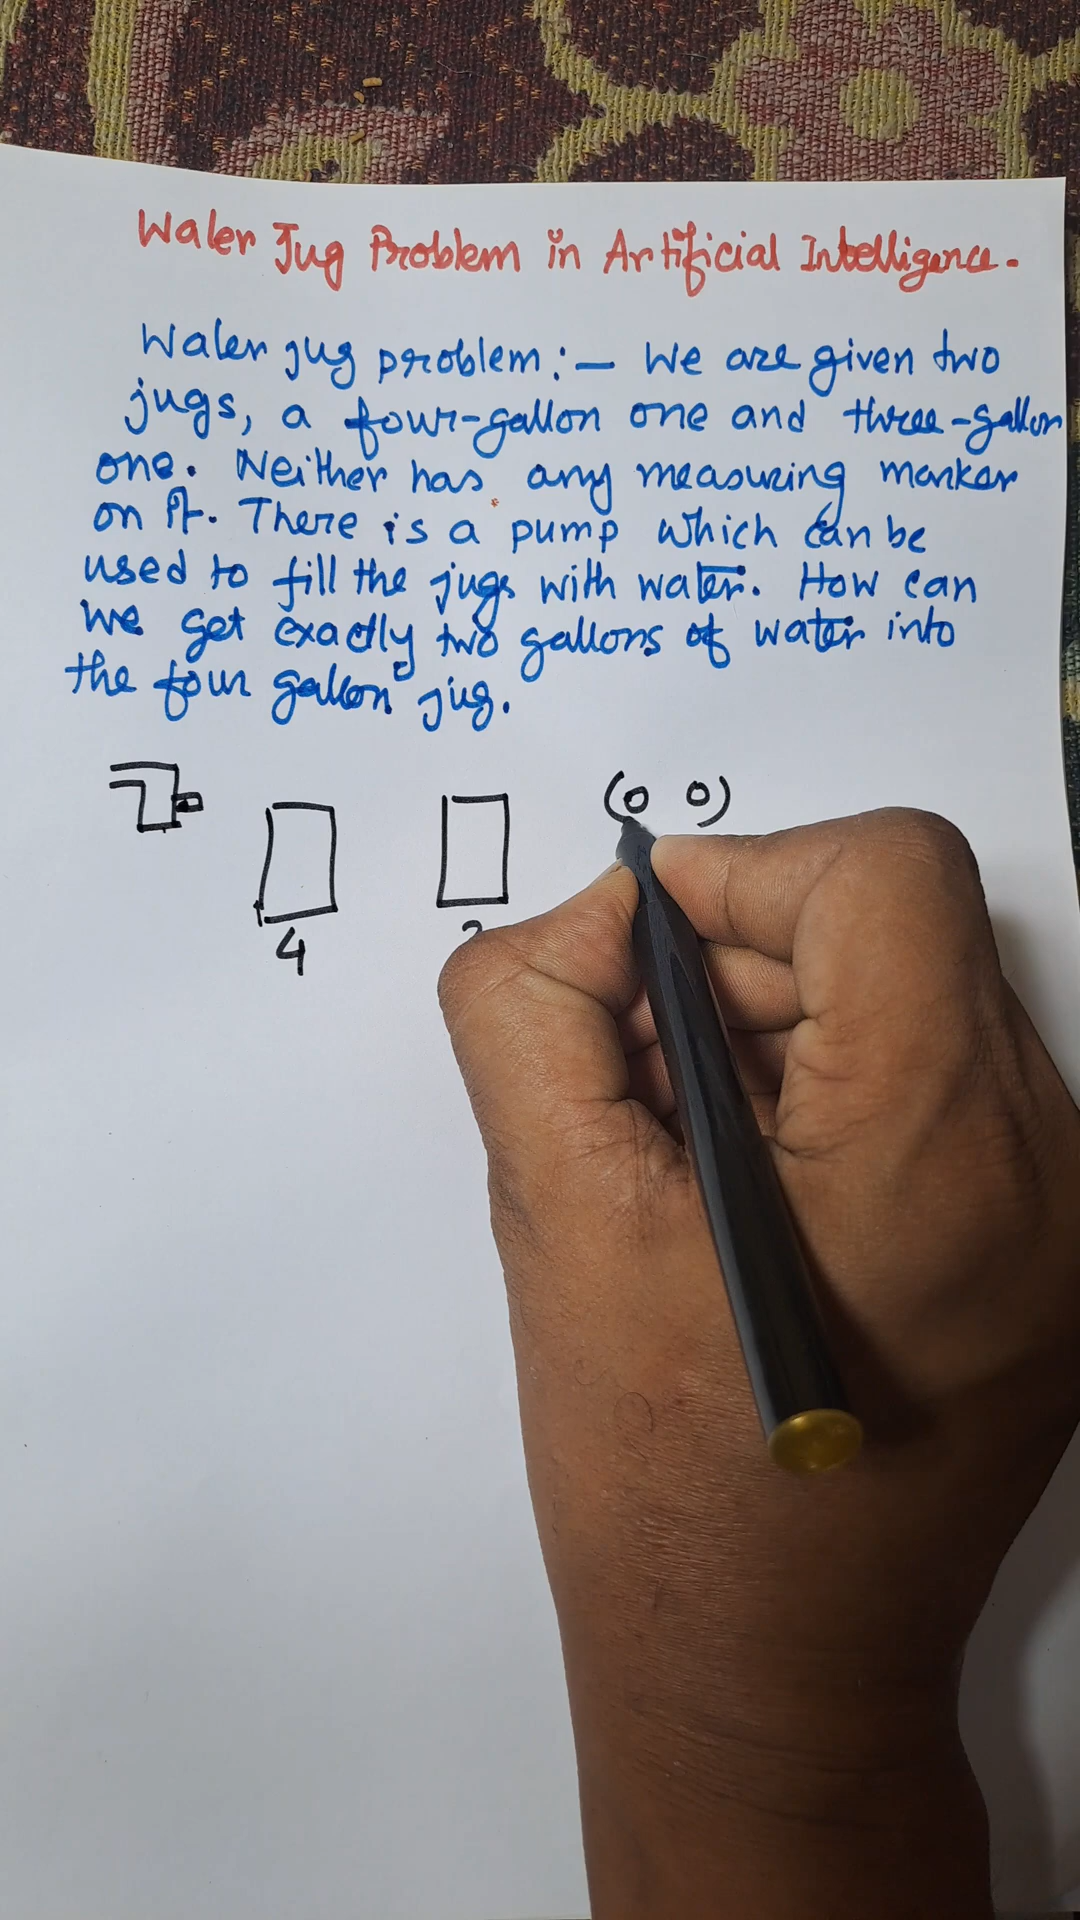 Water Jug Problem in Artificial Intelligence.
Water jug problem :- We are given two
jugs, a four-gallon one and three-gallon
one. Neither has any measuring marker
on it. There is a pump which can be
used to fill the jugs with water. How can
we get exactly two gallons of water into
the four gallon jug.
(0 0)
4